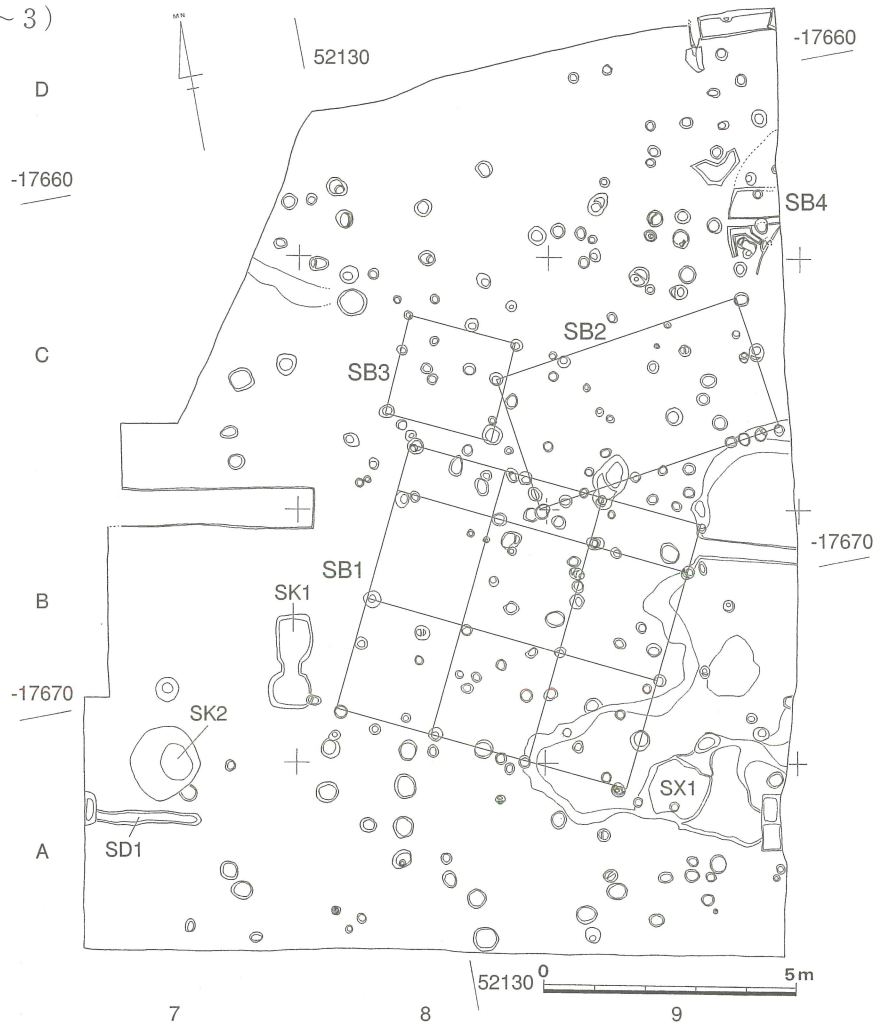 ~3)
MN
52130
-17660
D
-17660
SB4
SB2
C
SB3
-17670
SB1
SK1
B
-17670
SK2
SX1
SD1
A
52130
0 5m
7 8 9